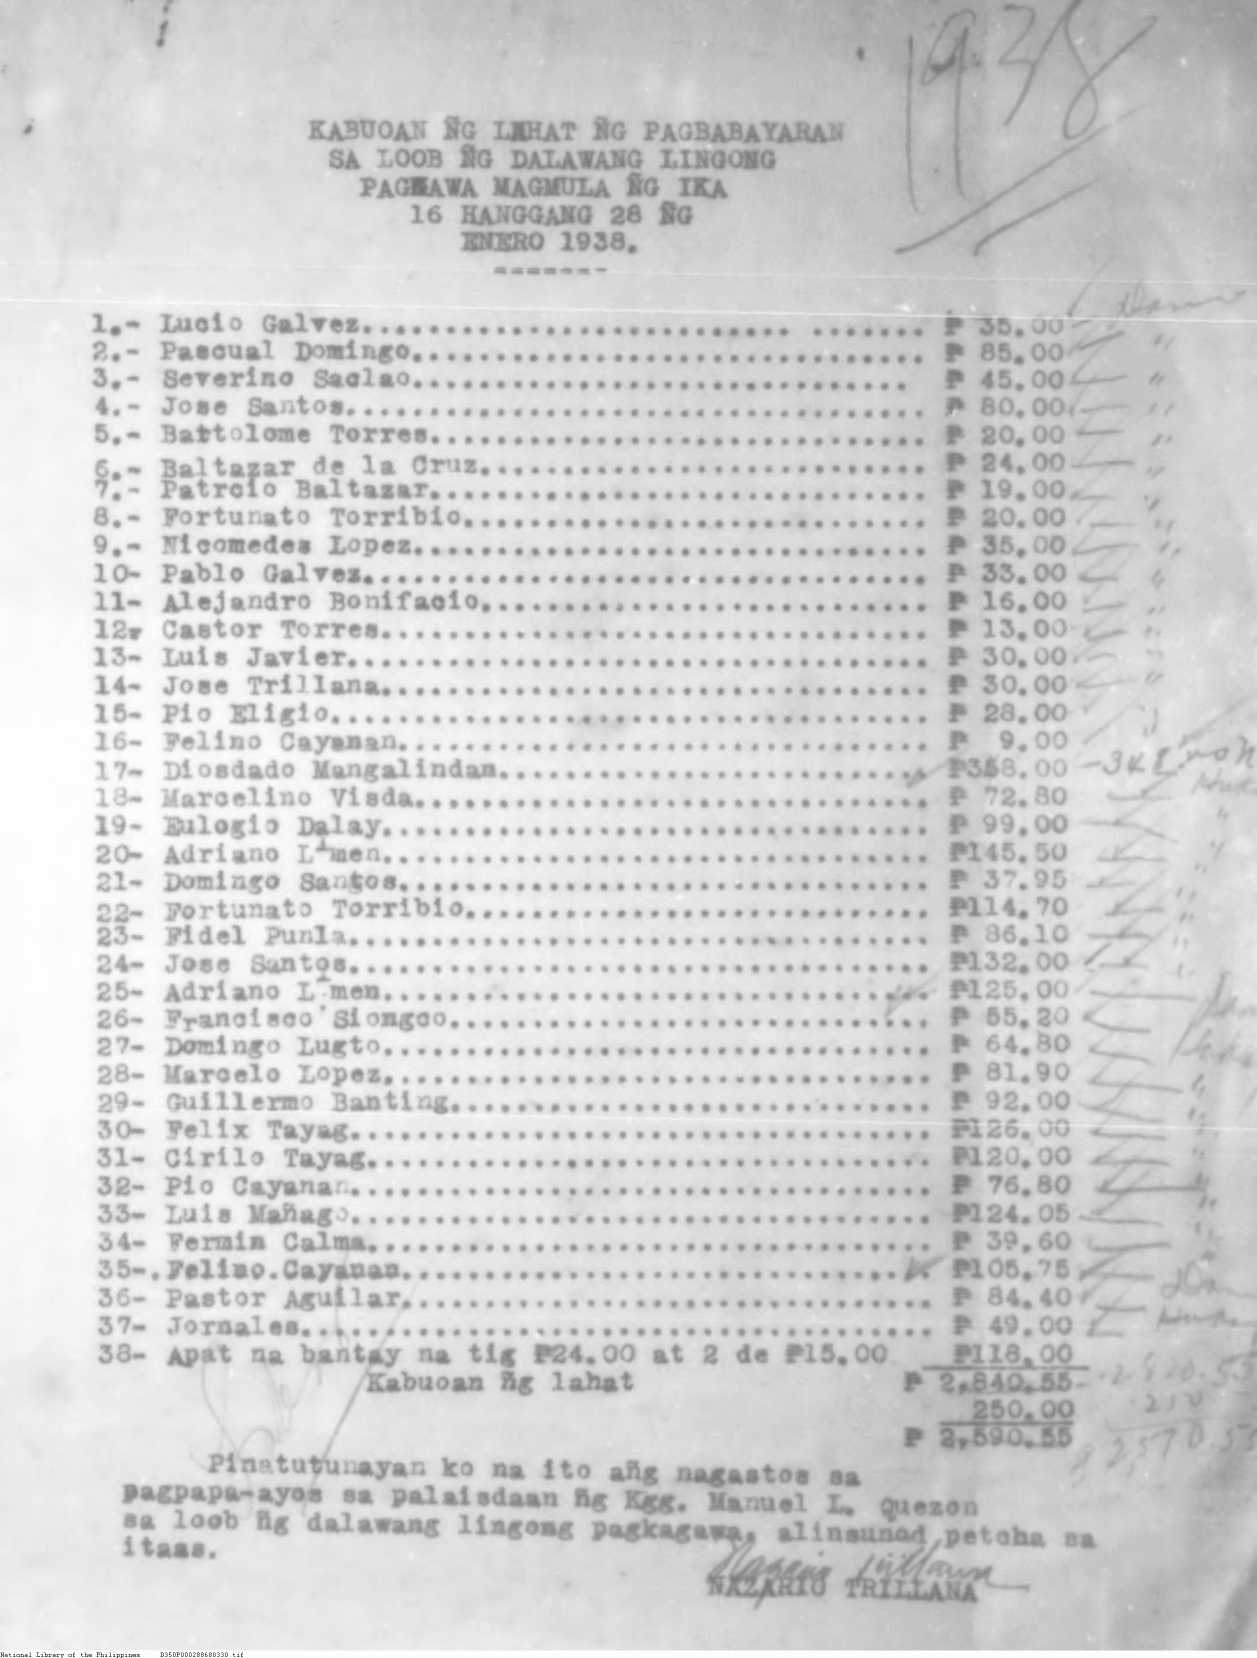 1938
KABUOAN ÑG LAHAT ÑG PAGBABAYARAN
SA LOOB ÑG DALAWANG LINGONG
PAGKAWA MAGMULA ÑG IKA
16 HANGGANG 28 ÑG
ENERO 1938.
-------
1.- Lucio Galvez................................. ₱ 35.00
2.- Pascual Domingo............................... ₱ 85.00
3.- Severino Saclao.............................. ₱ 45.00
4.- Jose Santos................................... ₱ 80.00
5.- Battolome Torres.............................. ₱ 20.00
6.- Baltazar de la Cruz........................... ₱ 24.00
7.- Patrcio Baltazar.............................. ₱ 19.00
8.- Fortunato Torribio............................ ₱ 20.00
9.- Nicomedes Lopez............................... ₱ 35.00
10- Pablo Galvez.................................. ₱ 33.00
11- Alejandro Bonifacio........................... ₱ 16.00
12- Castor Torres................................. ₱ 13.00
13- Luis Javier................................... ₱ 30.00
14- Jose Trillana................................. ₱ 30.00
15- Pio Eligio.................................... ₱ 28.00
16- Felino Cayanan................................ ₱ 9.00
17- Diosdado Mangalindan.......................... - 348
18- Marcelino Visda............................... ₱ 72.80
19- Eulogio Dalay................................. ₱ 99.00
20- Adriano Limen................................. ₱145.50
21- Domingo Santos................................ ₱ 37.95
22- Fortunato Torribio............................ ₱114.70
23- Fidel Punla................................... ₱ 86.10
24- Jose Santos................................... ₱132.00
25- Adriano Limen................................. ₱125.00
26- Francisco Siongco............................. ₱ 55.20
27- Domingo Lugto................................. ₱ 64.80
28- Marcelo Lopez................................. ₱ 81.90
29- Guillermo Banting............................. ₱ 92.00
30- Felix Tayag................................... ₱126.00
31- Cirilo Tayag.................................. ₱120.00
32- Pio Cayanan................................... ₱ 76.80
33- Luis Mañago................................... ₱124.05
34- Fermin Calma.................................. ₱ 39.60
35-.Felino.Cayanan................................ ₱105.75
36- Pastor Aguilar................................ ₱ 84.40
37- Jornales...................................... ₱ 49.00
38- Apat na bantay na tig ₱24.00 at 2 de ₱15.00 ₱118.00
Kabuoan ñg lahat ₱ 2,840.55
250.00
₱ 2,590.55
Pinatutunayan ko na ito añg nagastos sa
pagpapa-ayos sa palaisdaan ñg Kgg. Manuel L. Quezon
sa loob ñg dalawang lingong pagkagawa, alinsunod petcha sa
itaas.
Nazario Trillana
NAZARIO TRILLANA
National Library of the Philippines B350P000288680330.tif